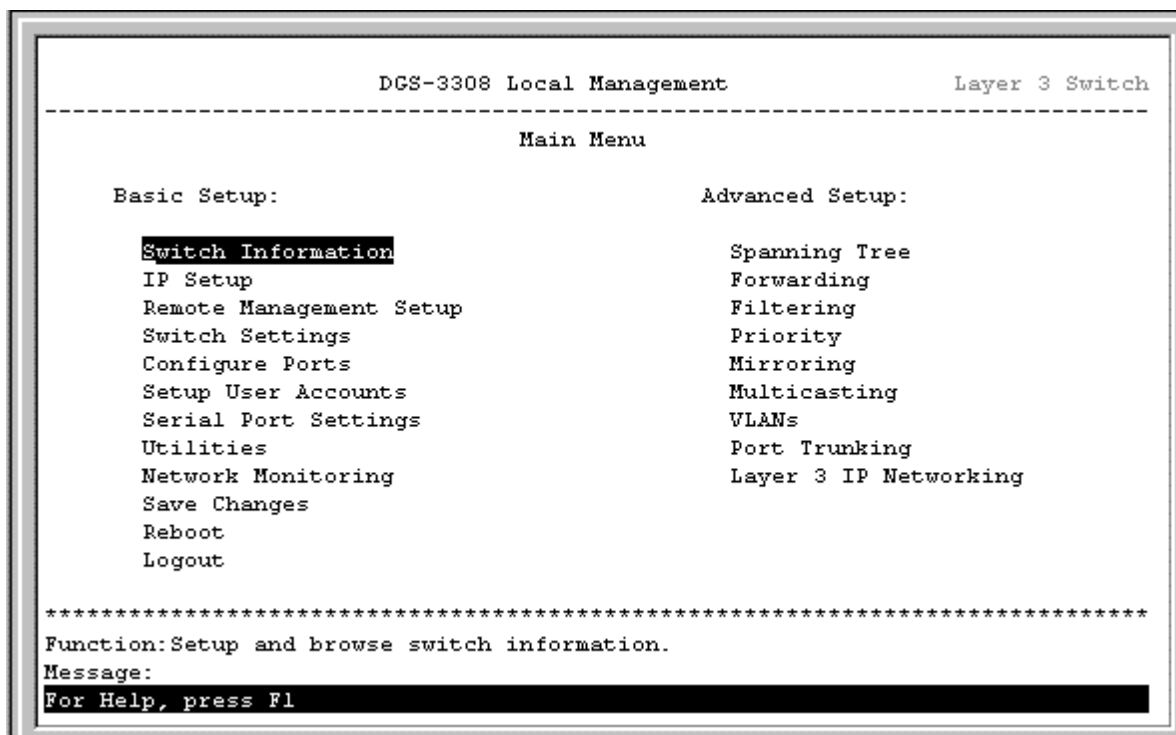 DGS-3308 Local Management Layer 3 Switch
--------------------------------------------------------------------------------
Main Menu
Basic Setup: Advanced Setup:
Switch Information Spanning Tree
IP Setup Forwarding
Remote Management Setup Filtering
Switch Settings Priority
Configure Ports Mirroring
Setup User Accounts Multicasting
Serial Port Settings VLANs
Utilities Port Trunking
Network Monitoring Layer 3 IP Networking
Save Changes
Reboot
Logout
********************************************************************************
Function:Setup and browse switch information.
Message:
For Help, press F1